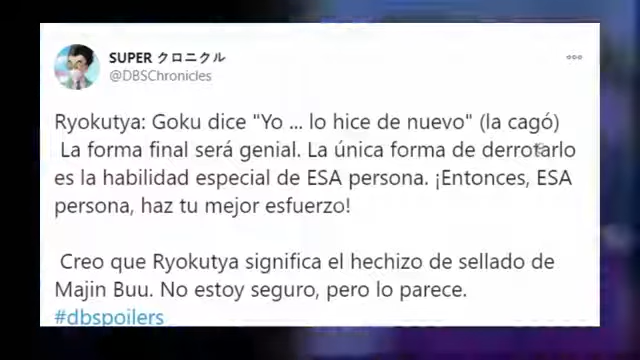 SUPER クロニクル
@DBSChronicles
Ryokutya: Goku dice "Yo ... lo hice de nuevo" (la cagó)
La forma final será genial. La única forma de derrotarlo
es la habilidad especial de ESA persona. ¡Entonces, ESA
persona, haz tu mejor esfuerzo!
Creo que Ryokutya significa el hechizo de sellado de
Majin Buu. No estoy seguro, pero lo parece.
#dbspoilers